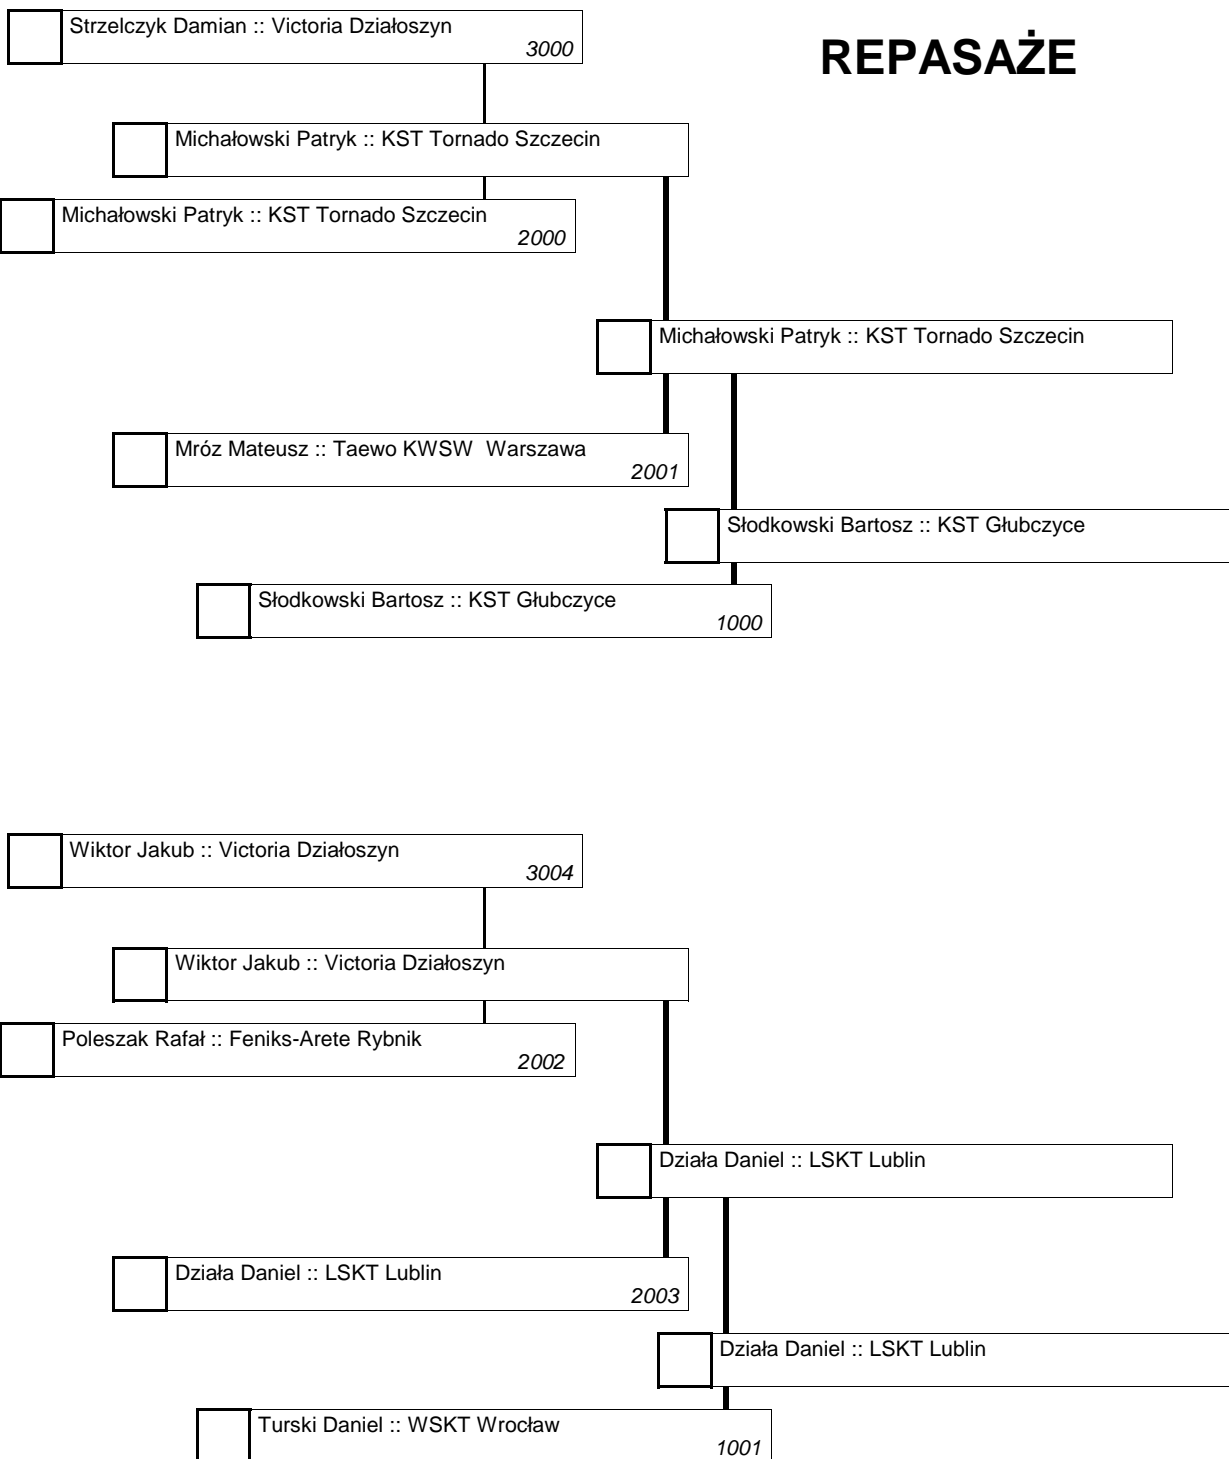 Strzelczyk Damian :: Victoria Działoszyn
3000
REPASAŻE
Michałowski Patryk :: KST Tornado Szczecin
Michałowski Patryk :: KST Tornado Szczecin
2000
Michałowski Patryk :: KST Tornado Szczecin
Mróz Mateusz :: Taewo KWSW  Warszawa
2001
Słodkowski Bartosz :: KST Głubczyce
Słodkowski Bartosz :: KST Głubczyce
1000
Wiktor Jakub :: Victoria Działoszyn
3004
Wiktor Jakub :: Victoria Działoszyn
Poleszak Rafał :: Feniks-Arete Rybnik
2002
Działa Daniel :: LSKT Lublin
Działa Daniel :: LSKT Lublin
2003
Działa Daniel :: LSKT Lublin
Turski Daniel :: WSKT Wrocław
1001